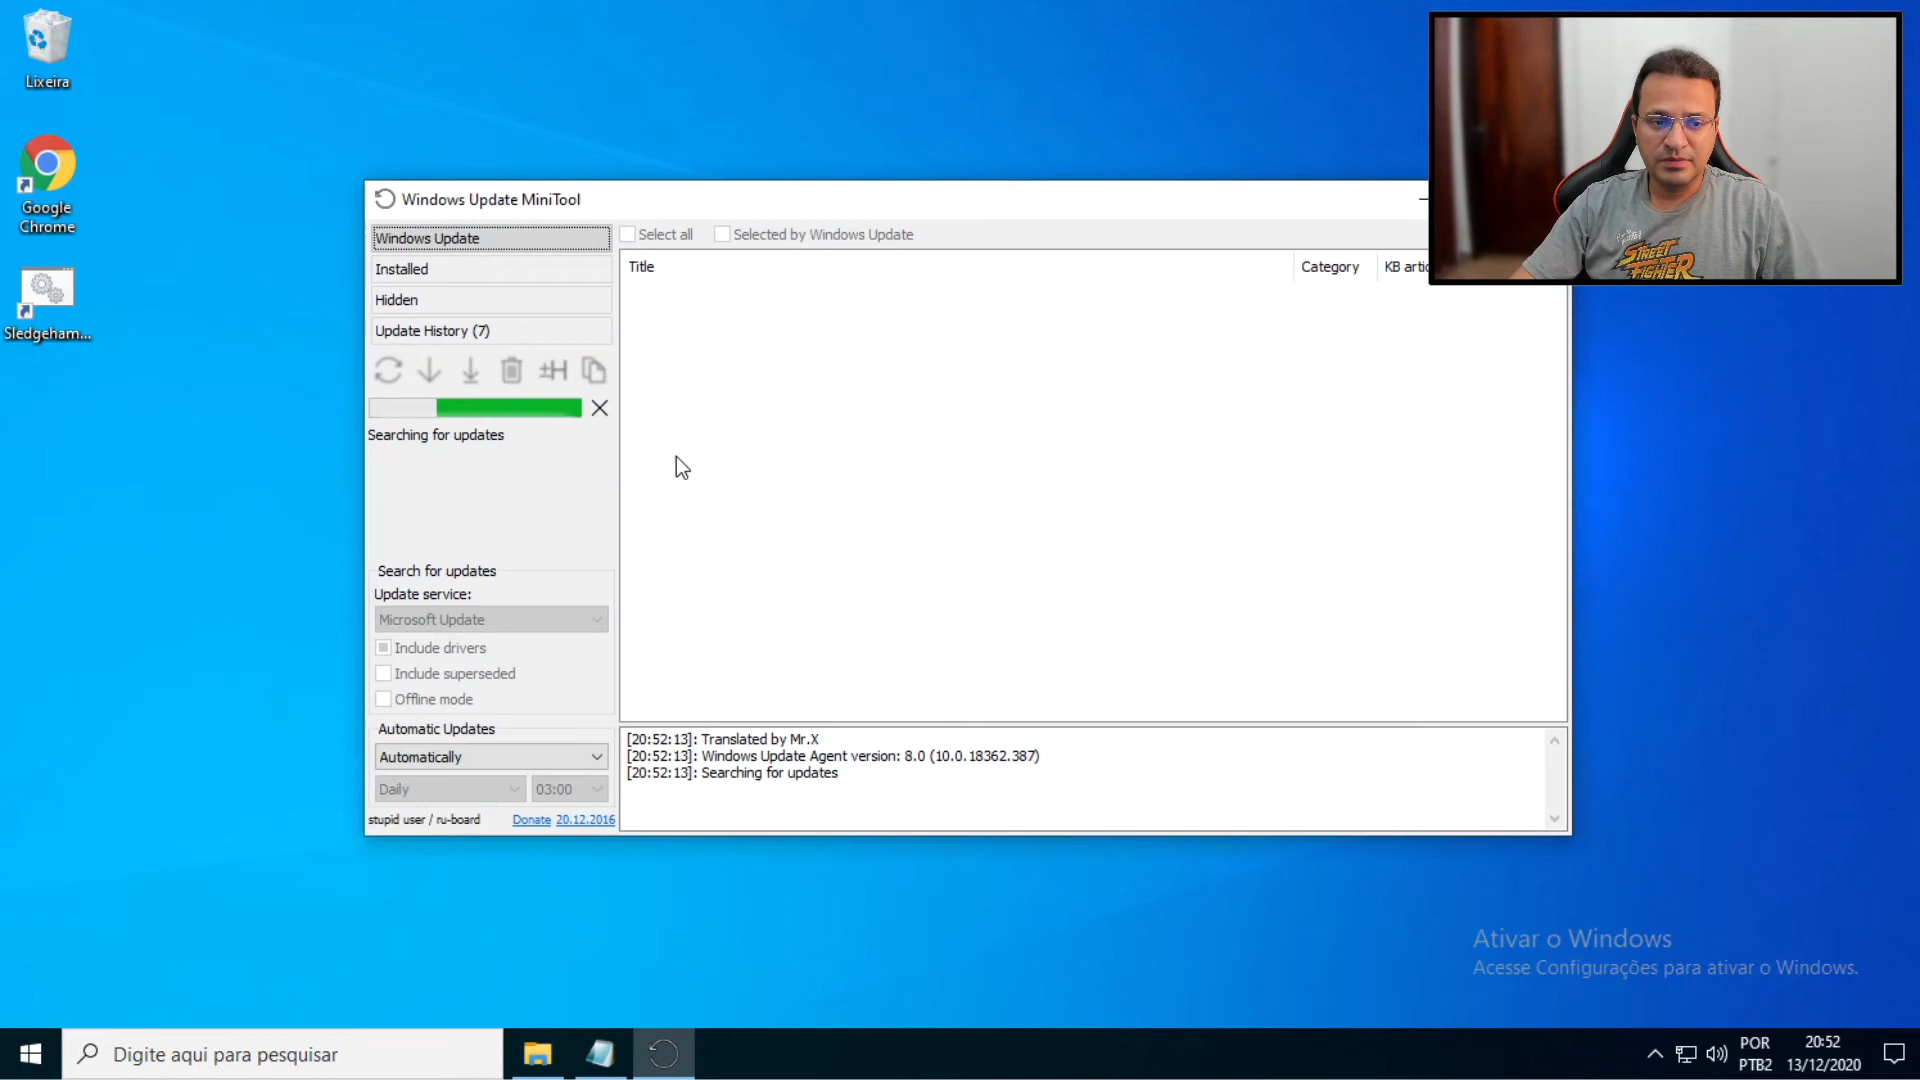 Lixeira
Google
Chrome
Sledgeham...
Windows Update MiniTool
Windows Update
Installed
Hidden
Update History (7)
±H
Searching for updates
Search for updates
Update service:
Microsoft Update
Include drivers
Include superseded
Offline mode
Automatic Updates
Automatically
Daily
03:00
stupid user / ru-board
Donate
20.12.2016
Select all
Selected by Windows Update
Title
Category
KB artic
[20:52:13]: Translated by Mr.X
[20:52:13]: Windows Update Agent version: 8.0 (10.0.18362.387)
[20:52:13]: Searching for updates
STREET
FIGHTER
Ativar o Windows
Acesse Configurações para ativar o Windows.
Digite aqui para pesquisar
POR
PTB2
20:52
13/12/2020